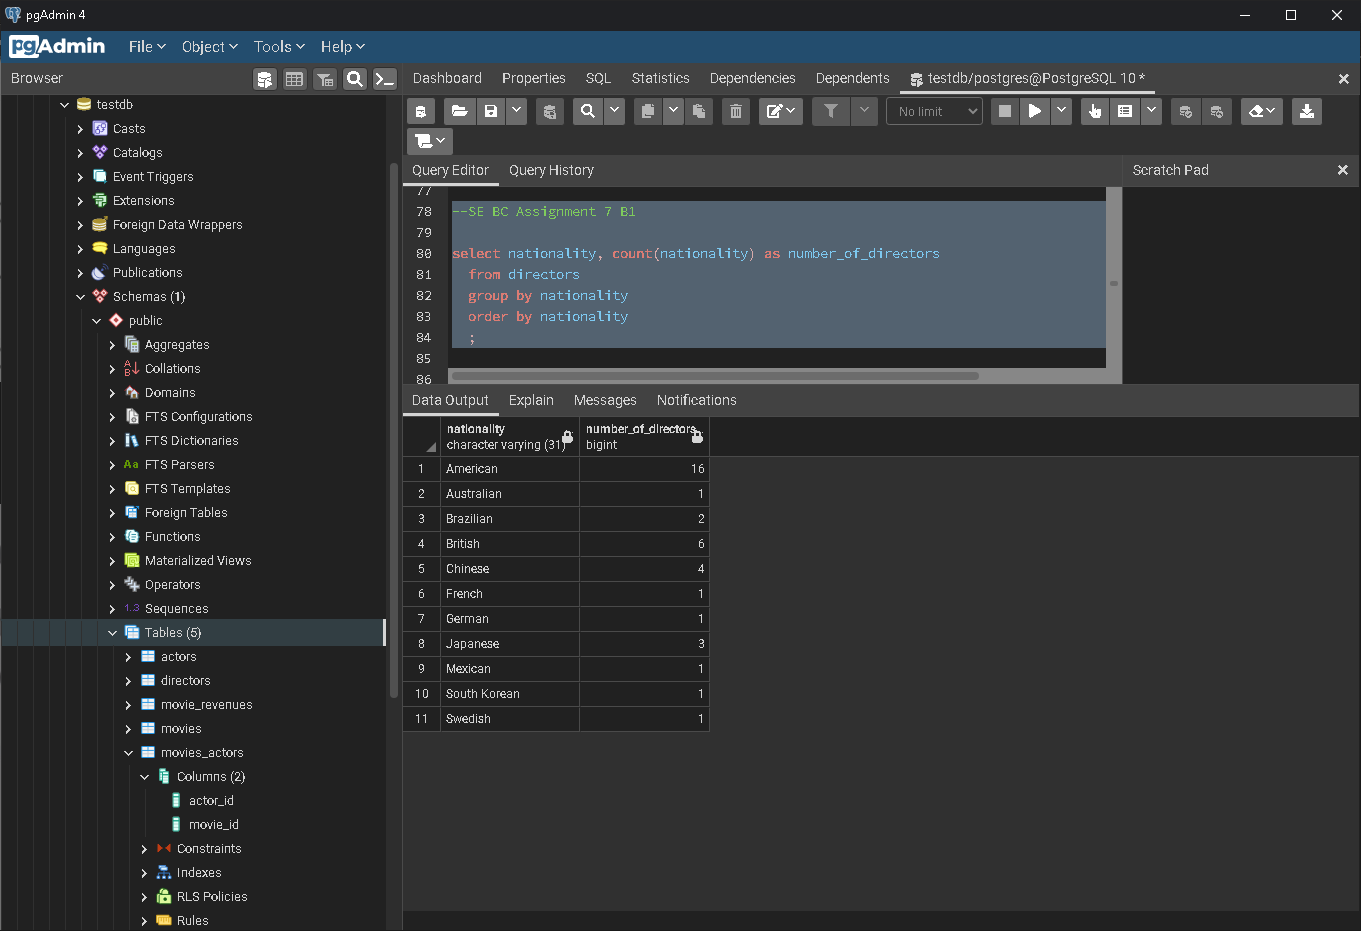 pgAdmin 4
pgAdmin File Object Tools Help
Browser
Dashboard Properties SQL Statistics Dependencies Dependents testdb/postgres@PostgreSQL 10 *
testdb
Casts
Catalogs
Event Triggers
Extensions
Foreign Data Wrappers
Languages
Publications
Schemas (1)
public
Aggregates
Collations
Domains
FTS Configurations
FTS Dictionaries
Aa FTS Parsers
FTS Templates
Foreign Tables
Functions
Materialized Views
Operators
1.3 Sequences
Tables (5)
actors
directors
movie_revenues
movies
movies_actors
Columns (2)
actor_id
movie_id
Constraints
Indexes
RLS Policies
Rules
No limit
Query Editor Query History
Scratch Pad
77
78 --SE BC Assignment 7 B1
79
80 select nationality, count(nationality) as number_of_directors
81 from directors
82 group by nationality
83 order by nationality
84 ;
85
86
Data Output Explain Messages Notifications
nationality number_of_directors
character varying (31) bigint
1 American 16
2 Australian 1
3 Brazilian 2
4 British 6
5 Chinese 4
6 French 1
7 German 1
8 Japanese 3
9 Mexican 1
10 South Korean 1
11 Swedish 1